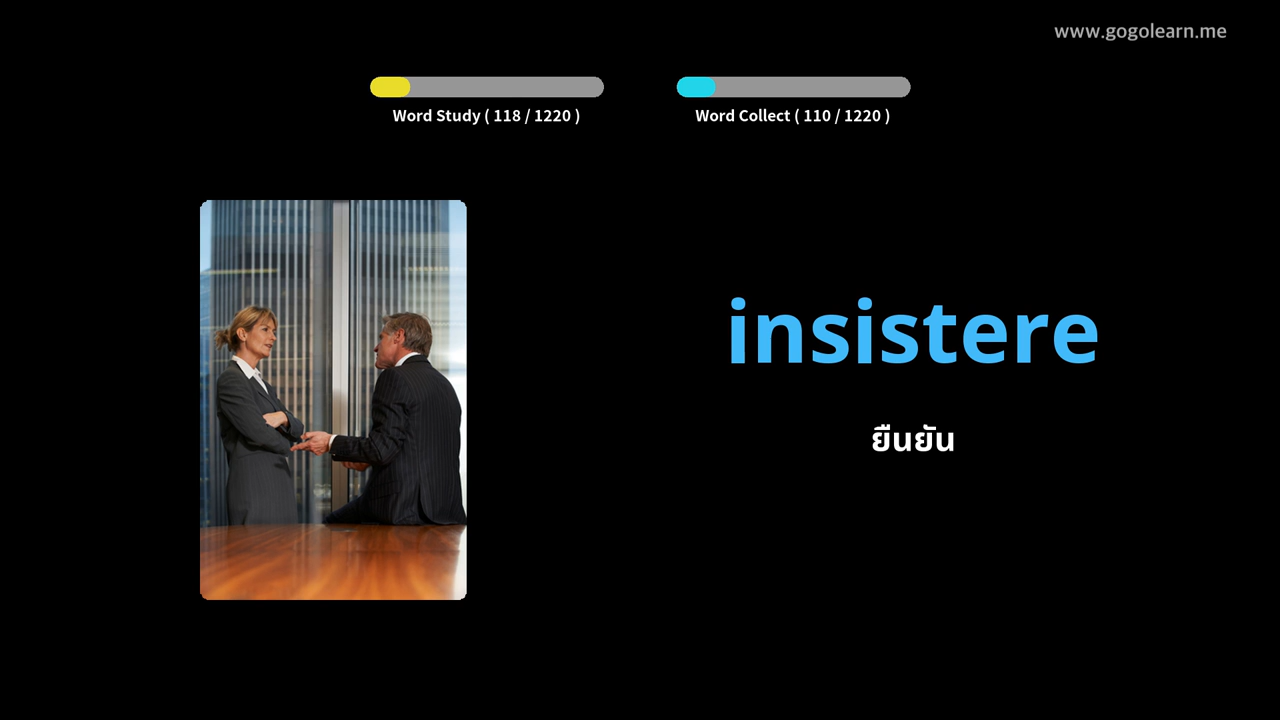 www.gogolearn.me
Word Study ( 118 / 1220 )
Word Collect ( 110 / 1220 )
insistere
ยืนยัน